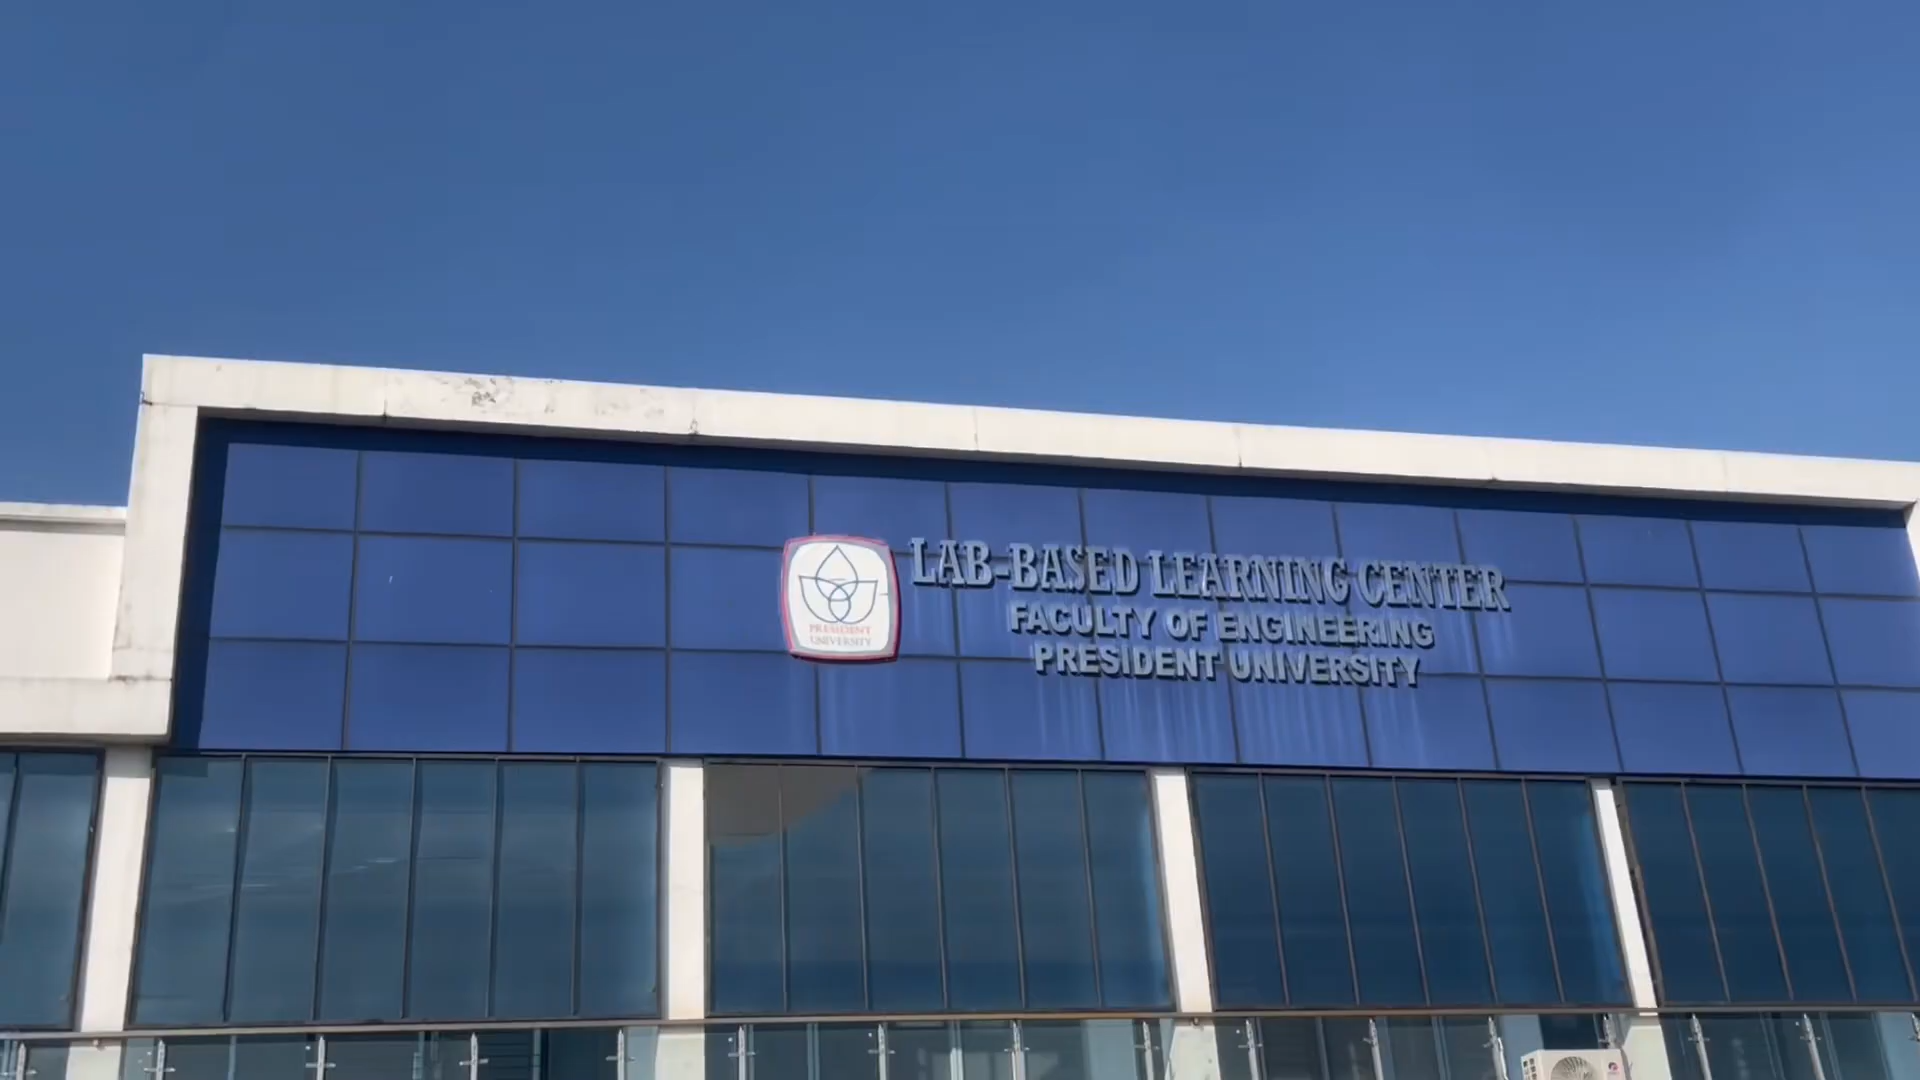 LAB-BASED LEARNING CENTER
FACULTY OF ENGINEERING
PRESIDENT UNIVERSITY
PRESIDENT
UNIVERSITY